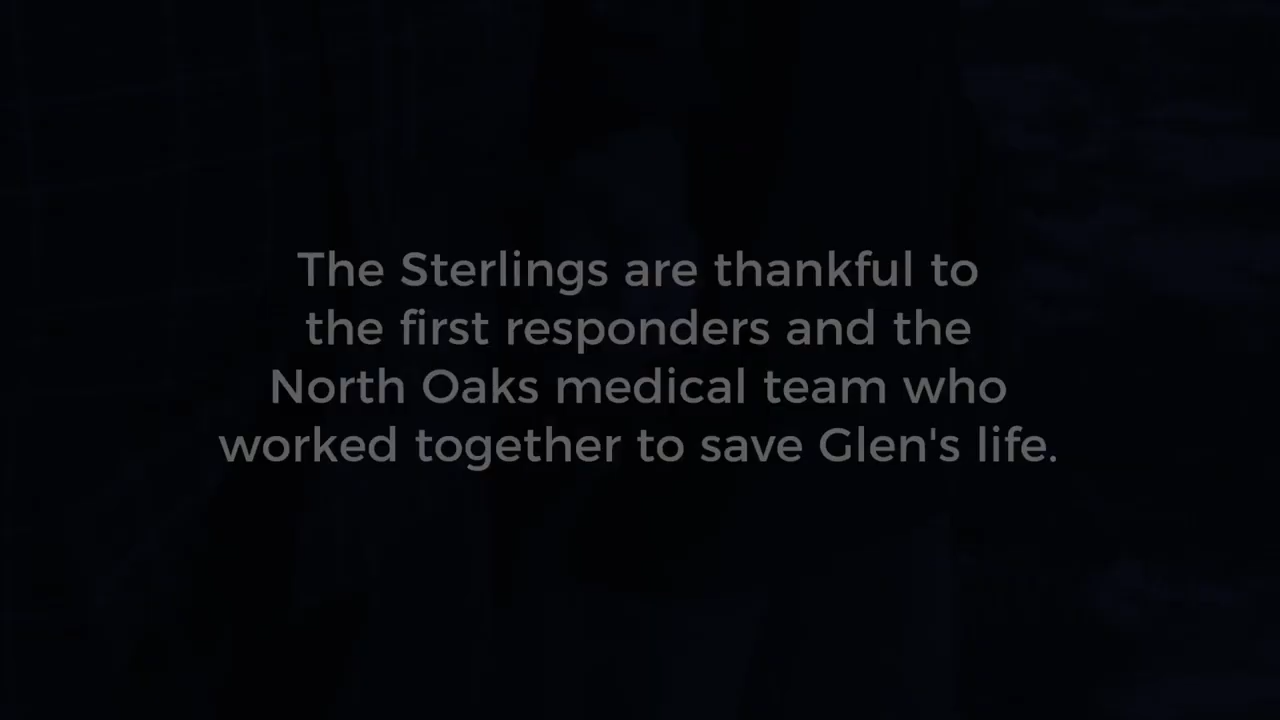 The Sterlings are thankful to
the first responders and the
North Oaks medical team who
worked together to save Glen's life.